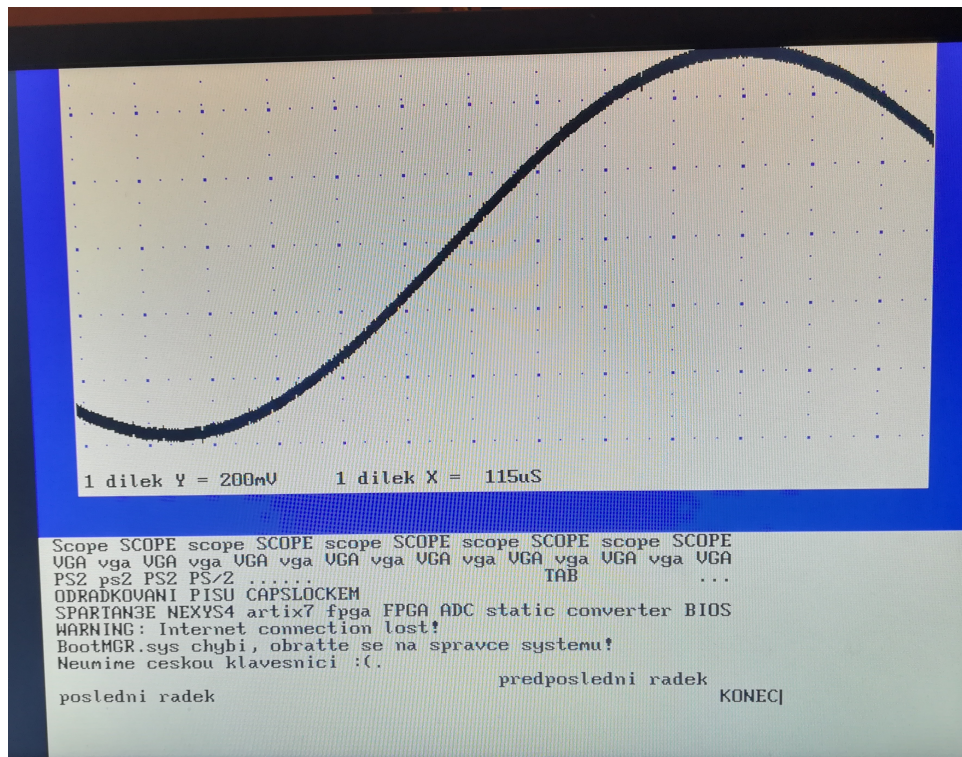 1 dilek Y = 200mV 1 dilek X = 115uS
Scope SCOPE scope SCOPE scope SCOPE scope SCOPE scope SCOPE
VGA vga VGA vga VGA vga VGA vga VGA vga VGA vga VGA vga VGA
PS2 ps2 PS2 PS/2 ...... TAB ...
ODRADKOVANI PISU CAPSLOCKEM
SPARTAN3E NEXYS4 artix7 fpga FPGA ADC static converter BIOS
WARNING: Internet connection lost!
BootMGR.sys chybi, obratte se na spravce systemu!
Neumime ceskou klavesnici :(.
predposledni radek
posledni radek KONEC|